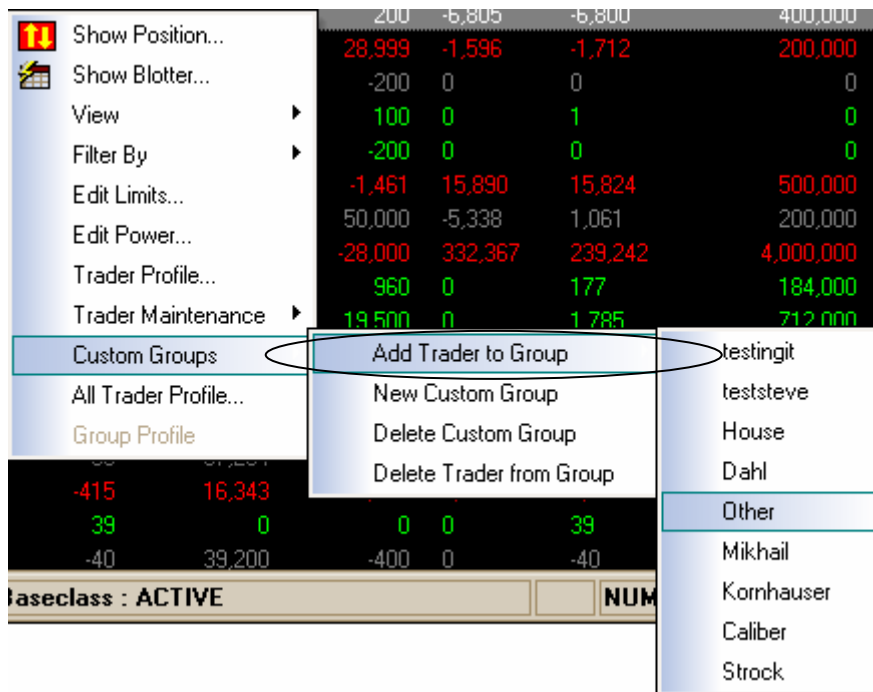 200 -6,805 -6,800 400,000
Show Position...
28,999 -1,596 -1,712 200,000
Show Blotter...
-200 0 0 0
View
100 0 1 0
Filter By
-200 0 0 0
Edit Limits...
-1,461 15,890 15,824 500,000
50,000 -5,338 1,061 200,000
Edit Power...
-28,000 332,367 239,242 4,000,000
Trader Profile...
960 0 177 184,000
Trader Maintenance
19,500 0 1,785 712,000
Custom Groups
Add Trader to Group
testingit
All Trader Profile...
New Custom Group
teststeve
Group Profile
Delete Custom Group
House
Delete Trader from Group
Dahl
-415 16,343
Other
39 0 0 0 39
-40 39,200 -400 0 -40
Mikhail
Baseclass : ACTIVE NUM
Kornhauser
Caliber
Strock